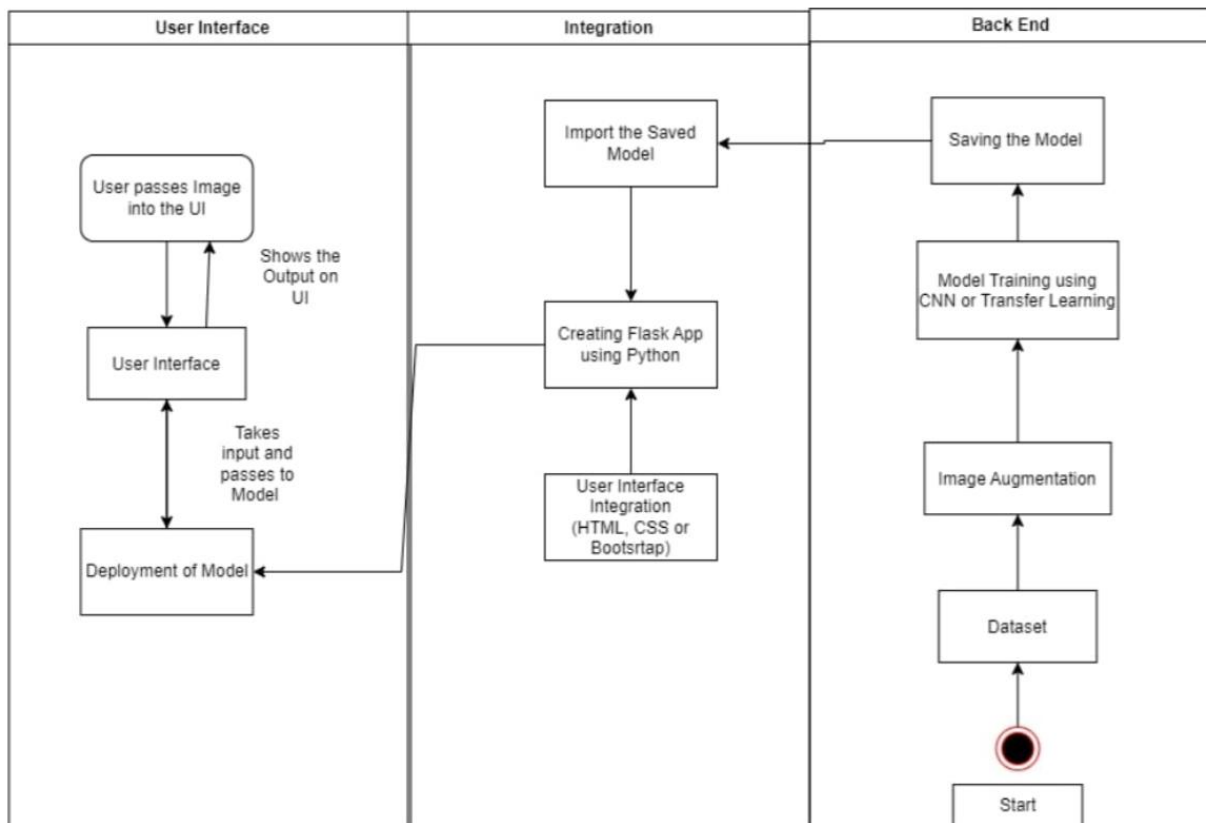 User Interface
Integration
Back End
User passes Image
into the UI
Shows the
Output on
UI
User Interface
Takes
input and
passes to
Model
Deployment of Model
Import the Saved
Model
Creating Flask App
using Python
User Interface
Integration
(HTML, CSS or
Bootsrtap)
Saving the Model
Model Training using
CNN or Transfer Learning
Image Augmentation
Dataset
Start